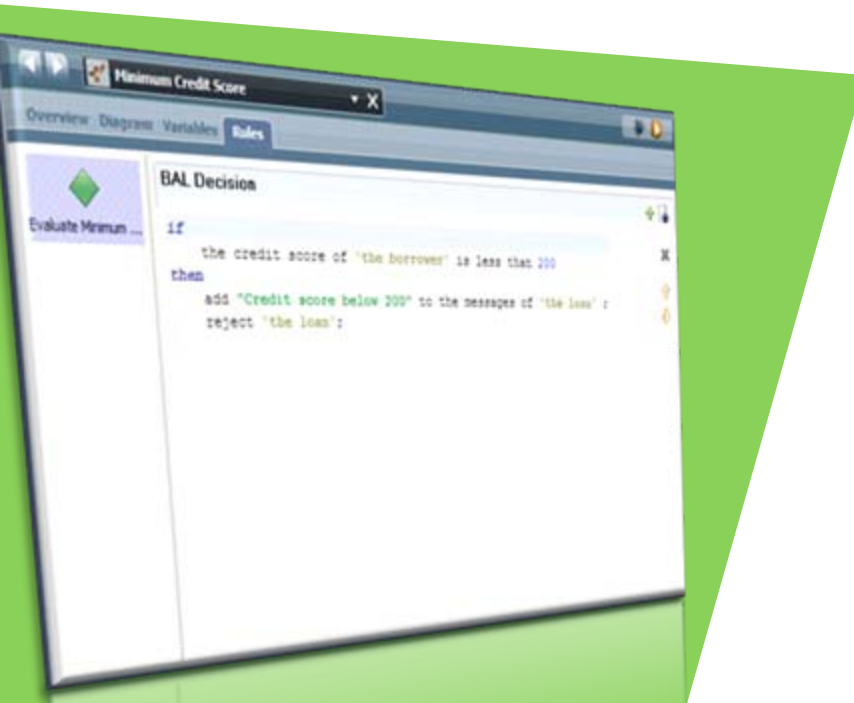 Minimum Credit Score
Overview Diagram Variables Rules
Evaluate Minimum ...
BAL Decision
if
the credit score of 'the borrower' is less than 200
then
add "Credit score below 200" to the messages of 'the loan' ;
reject 'the loan';